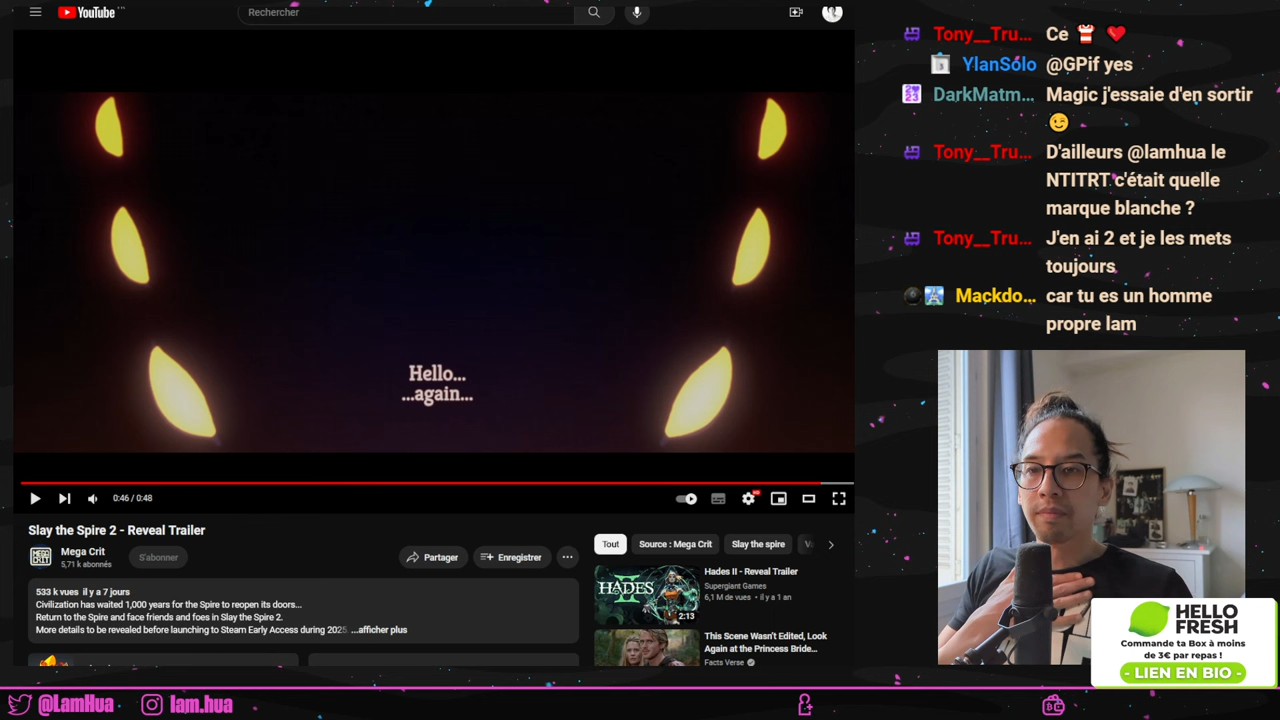 YouTube
Rechercher
Hello...
...again...
0:46 / 0:48
Slay the Spire 2 - Reveal Trailer
Mega Crit
5,71 k abonnés
S'abonner
Partager
Enregistrer
533 k vues il y a 7 jours
Civilization has waited 1,000 years for the Spire to reopen its doors...
Return to the Spire and face friends and foes in Slay the Spire 2.
More details to be revealed before launching to Steam Early Access during 2025. ...afficher plus
Tout
Source : Mega Crit
Slay the spire
HADES II
2:13
Hades II - Reveal Trailer
Supergiant Games
6,1 M de vues • il y a 1 an
This Scene Wasn't Edited, Look
Again at the Princess Bride...
Facts Verse
Tony__Tru... Ce
YlanSolo @GPif yes
DarkMatm... Magic j'essaie d'en sortir
Tony__Tru... D'ailleurs @lamhua le
NTITRT c'était quelle
marque blanche ?
Tony__Tru... J'en ai 2 et je les mets
toujours
Mackdo... car tu es un homme
propre lam
HELLO
FRESH
Commande ta Box à moins
de 3€ par repas !
- LIEN EN BIO -
@LamHua
lam.hua